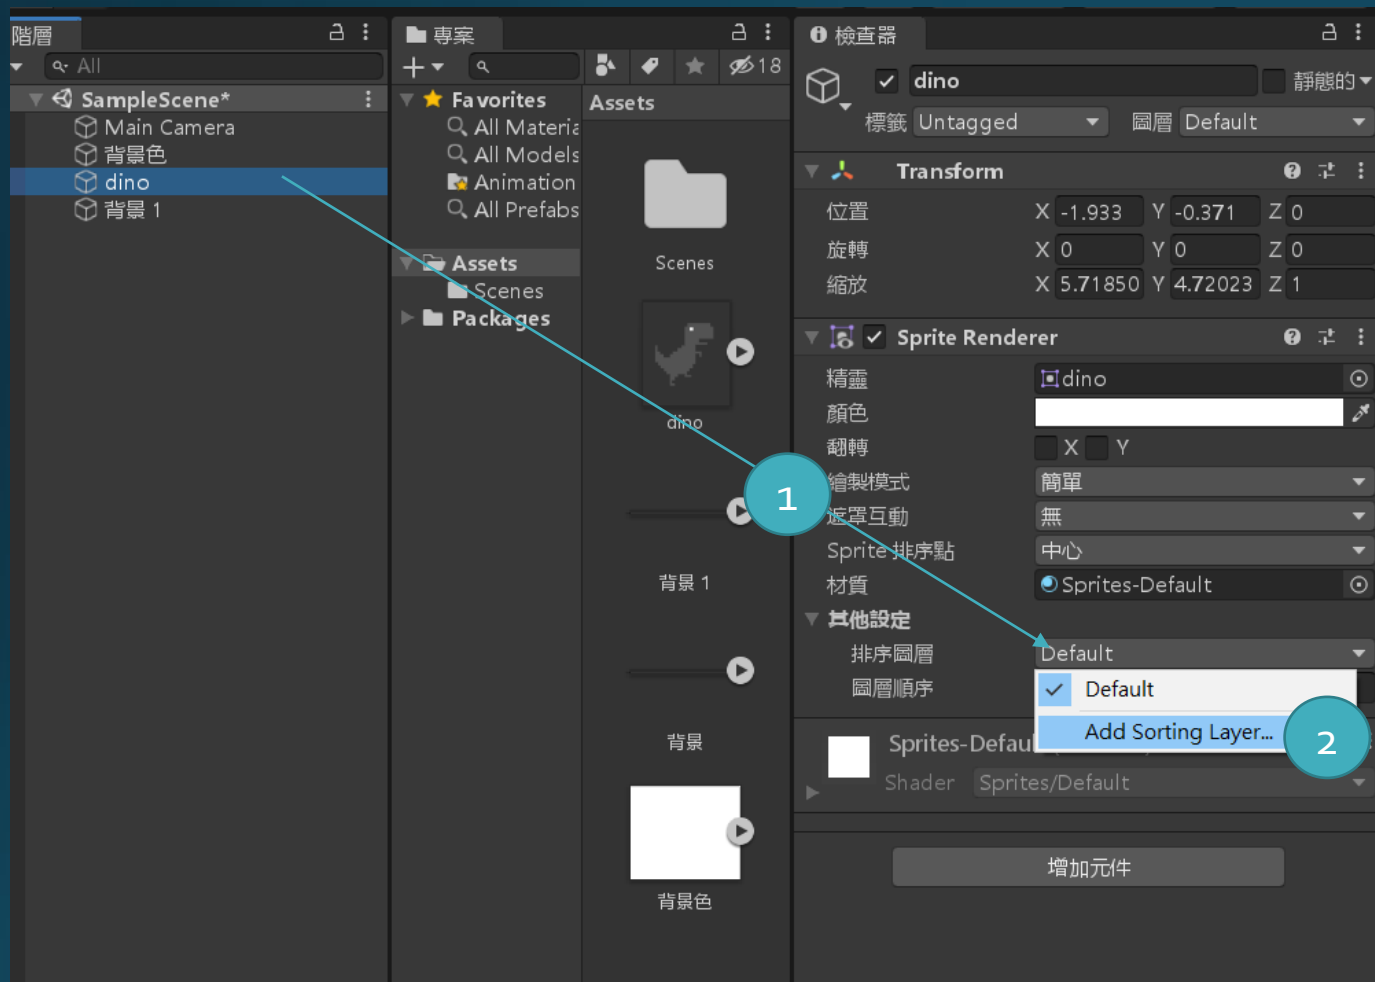 階層
All
SampleScene*
Main Camera
背景色
dino
背景 1
專案
18
Favorites
All Materia
All Models
Animation
All Prefabs
Assets
Scenes
Packages
Assets
Scenes
dino
背景 1
背景
背景色
檢查器
dino
靜態的
標籤 Untagged 圖層 Default
Transform
位置 X -1.933 Y -0.371 Z 0
旋轉 X 0 Y 0 Z 0
縮放 X 5.71850 Y 4.72023 Z 1
Sprite Renderer
精靈 dino
顏色
翻轉 X Y
繪製模式 簡單
遮罩互動 無
Sprite 排序點 中心
材質 Sprites-Default
其他設定
排序圖層 Default
圖層順序
Default
Add Sorting Layer...
Sprites-Defau
Shader Sprites/Default
增加元件
1
2